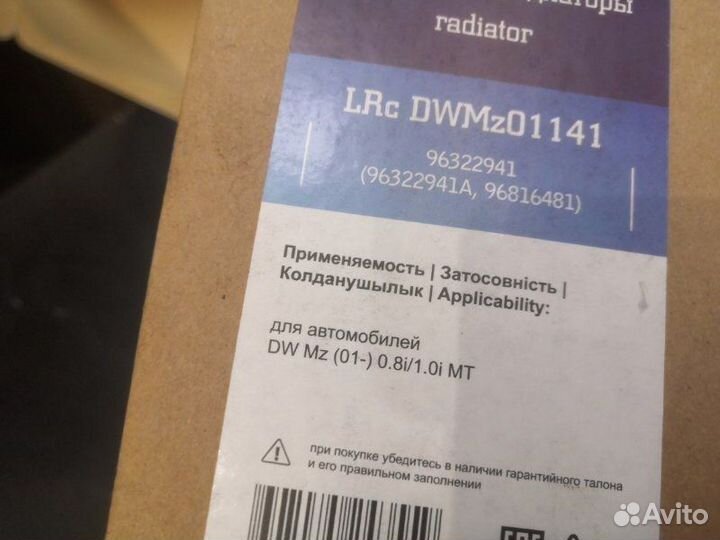 radiator
LRc DWMz01141
96322941
(96322941A, 96816481)
Применяемость | Затосовність |
Колданушылык | Applicability:
для автомобилей
DW Mz (01-) 0.8i/1.0i MT
при покупке убедитесь в наличии гарантийного талона
и его правильном заполнении
EAC
Avito